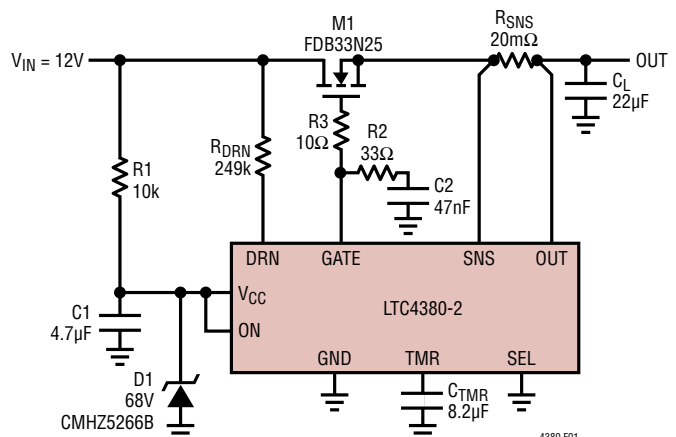 M1
FDB33N25
RSNS
20mΩ
VIN = 12V
OUT
CL
22µF
R1
10k
RDRN
249k
R3
10Ω
R2
33Ω
C2
47nF
DRN
GATE
SNS
OUT
VCC
ON
LTC4380-2
GND
TMR
SEL
C1
4.7µF
D1
68V
CMHZ5266B
CTMR
8.2µF
4380 F01